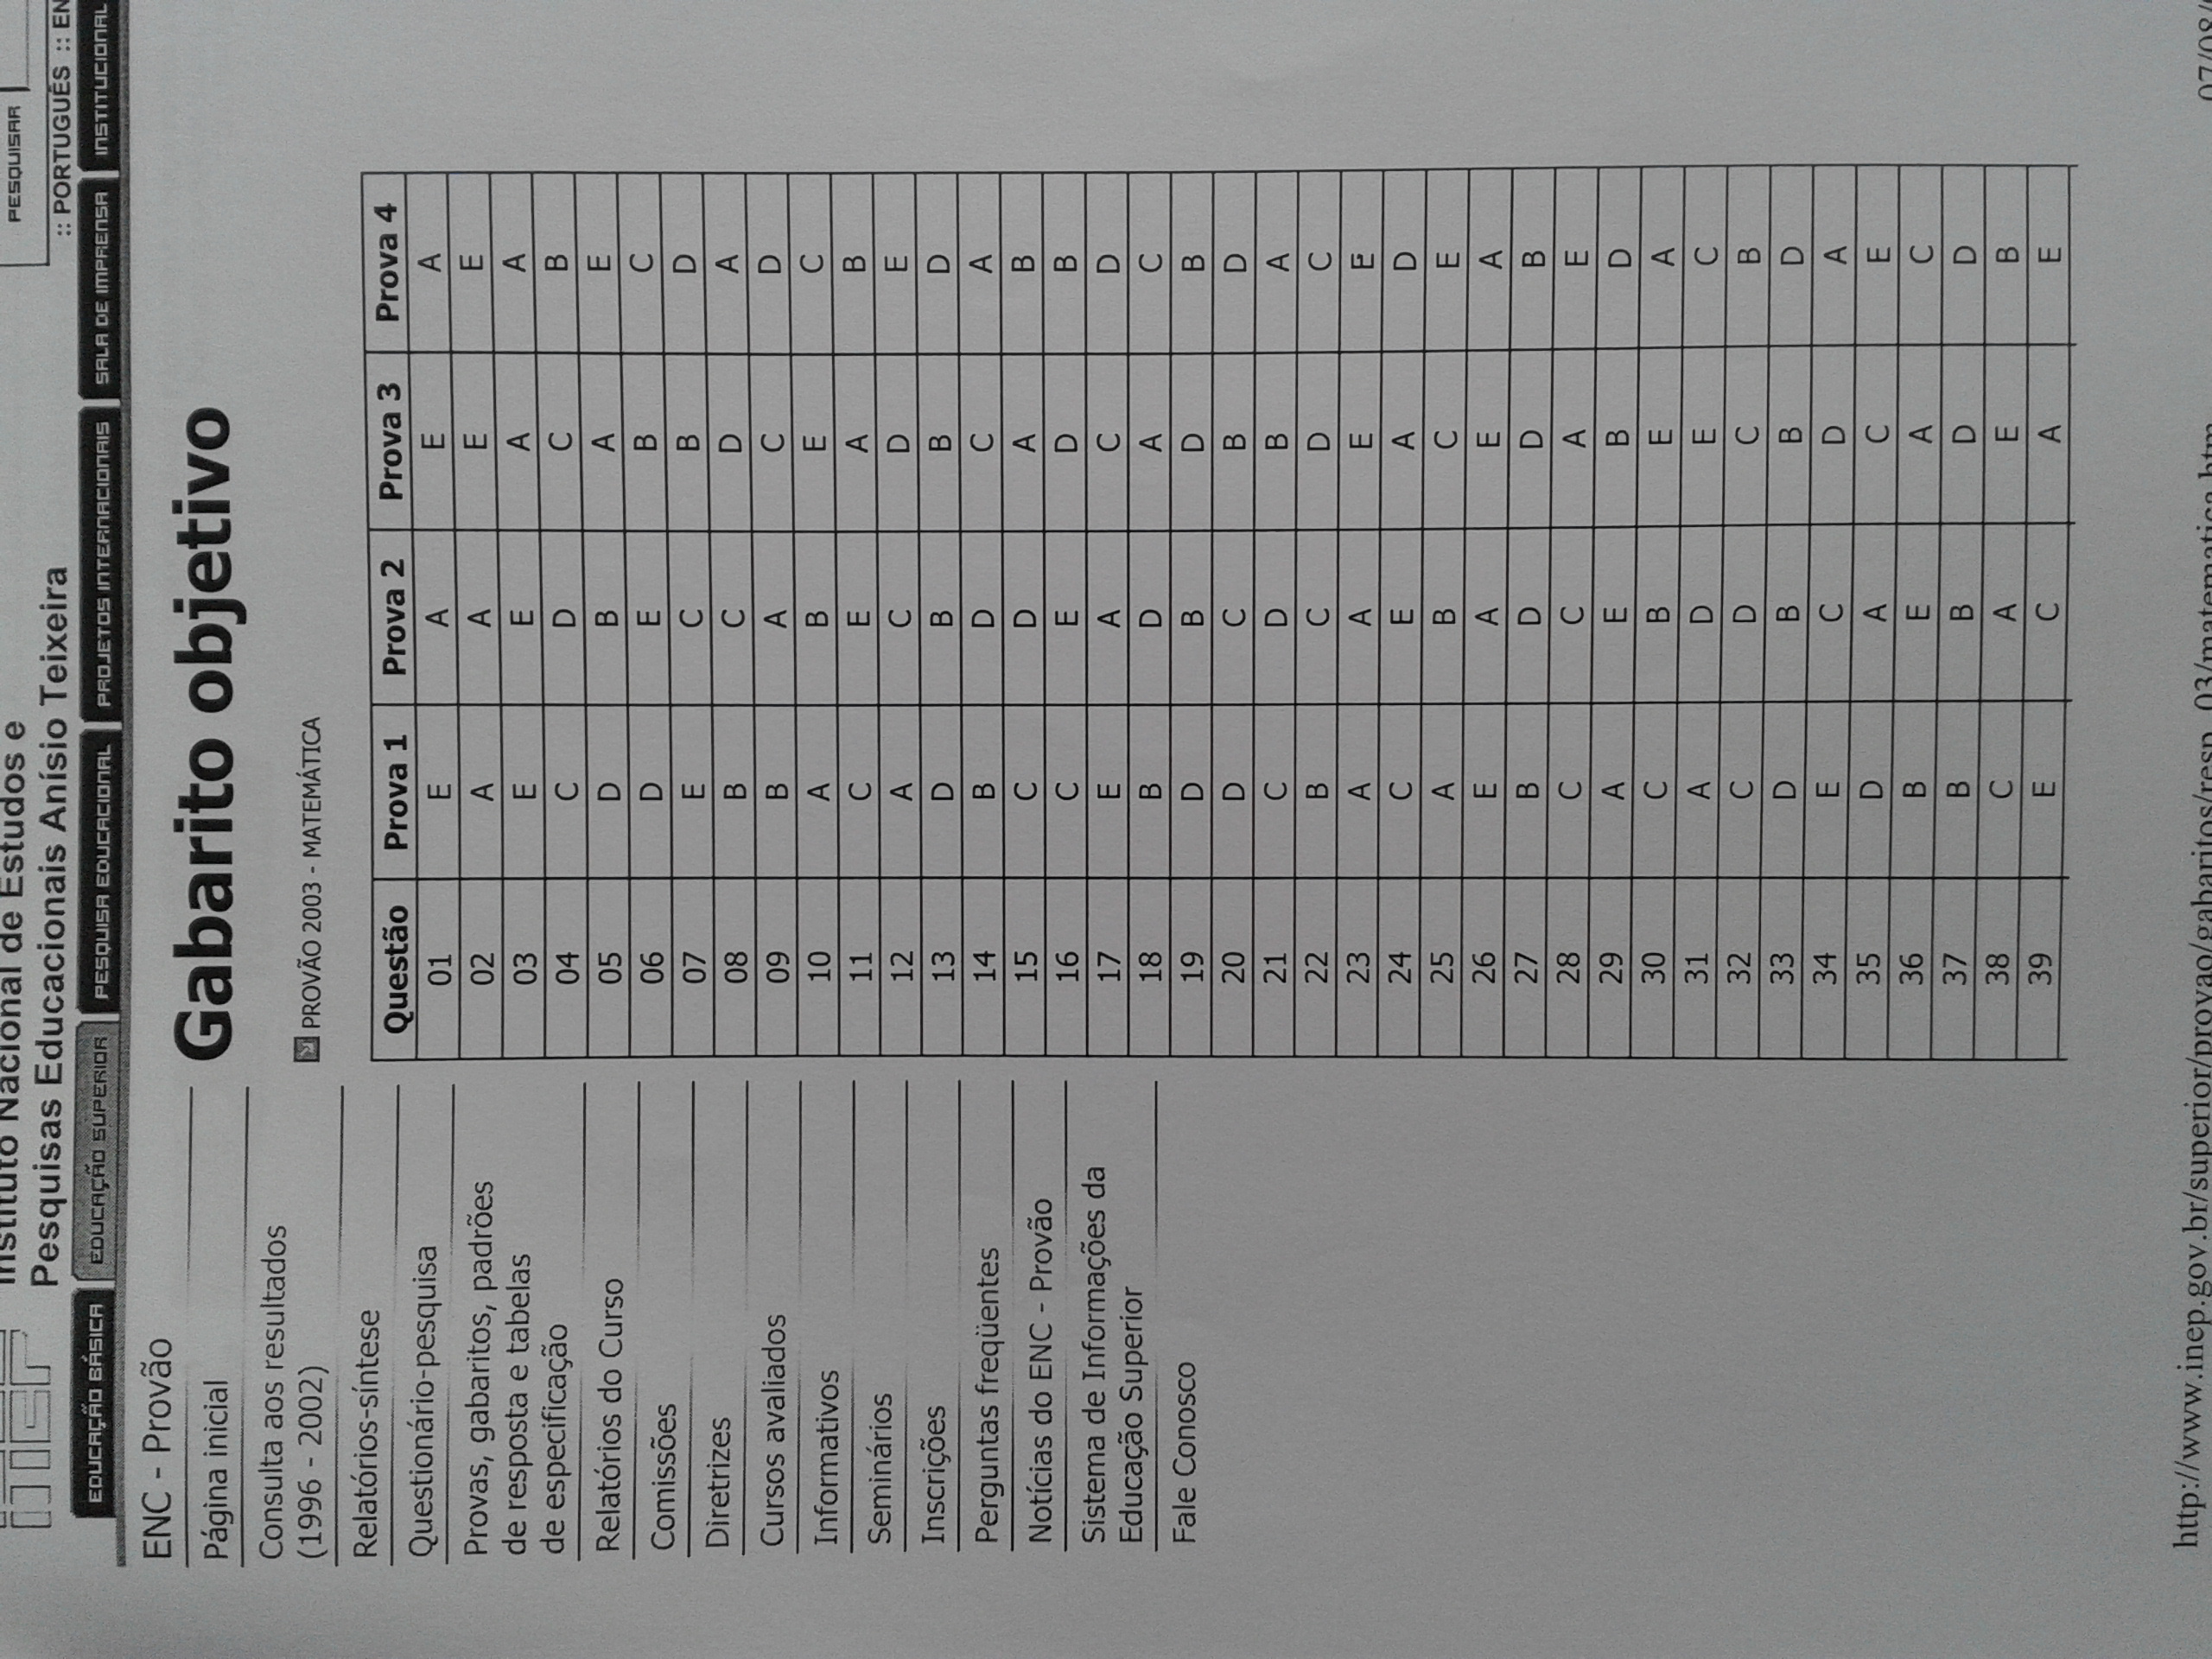 PESQUISAR
Instituto Nacional de Estudos e
Pesquisas Educacionais Anísio Teixeira
:: PORTUGUÊS :: EN
EDUCAÇÃO BÁSICA EDUCAÇÃO SUPERIOR PESQUISA EDUCACIONAL PROJETOS INTERNACIONAIS SALA DE IMPRENSA INSTITUCIONAL
ENC - Provão
Página inicial
Consulta aos resultados
(1996 - 2002)
Relatórios-síntese
Questionário-pesquisa
Provas, gabaritos, padrões
de resposta e tabelas
de especificação
Relatórios do Curso
Comissões
Diretrizes
Cursos avaliados
Informativos
Seminários
Inscrições
Perguntas freqüentes
Notícias do ENC - Provão
Sistema de Informações da
Educação Superior
Fale Conosco
Gabarito objetivo
PROVÃO 2003 - MATEMÁTICA
Questão Prova 1 Prova 2 Prova 3 Prova 4
01 E A E A
02 A A E E
03 E E A A
04 C D C B
05 D B A E
06 D E B C
07 E C B D
08 B C D A
09 B A C D
10 A B E C
11 C E A B
12 A C D E
13 D B B D
14 B D C A
15 C D A B
16 C E D B
17 E A C D
18 B D A C
19 D B D B
20 D C B D
21 C D B A
22 B C D C
23 A A E E
24 C E A D
25 A B C E
26 E A E A
27 B D D B
28 C C A E
29 A E B D
30 C B E A
31 A D E C
32 C D C B
33 D B B D
34 E C D A
35 D A C E
36 B E A C
37 B B D D
38 C A E B
39 E C A E
http://www.inep.gov.br/superior/provao/gabaritos/resp_03/matematica.htm
07/08/